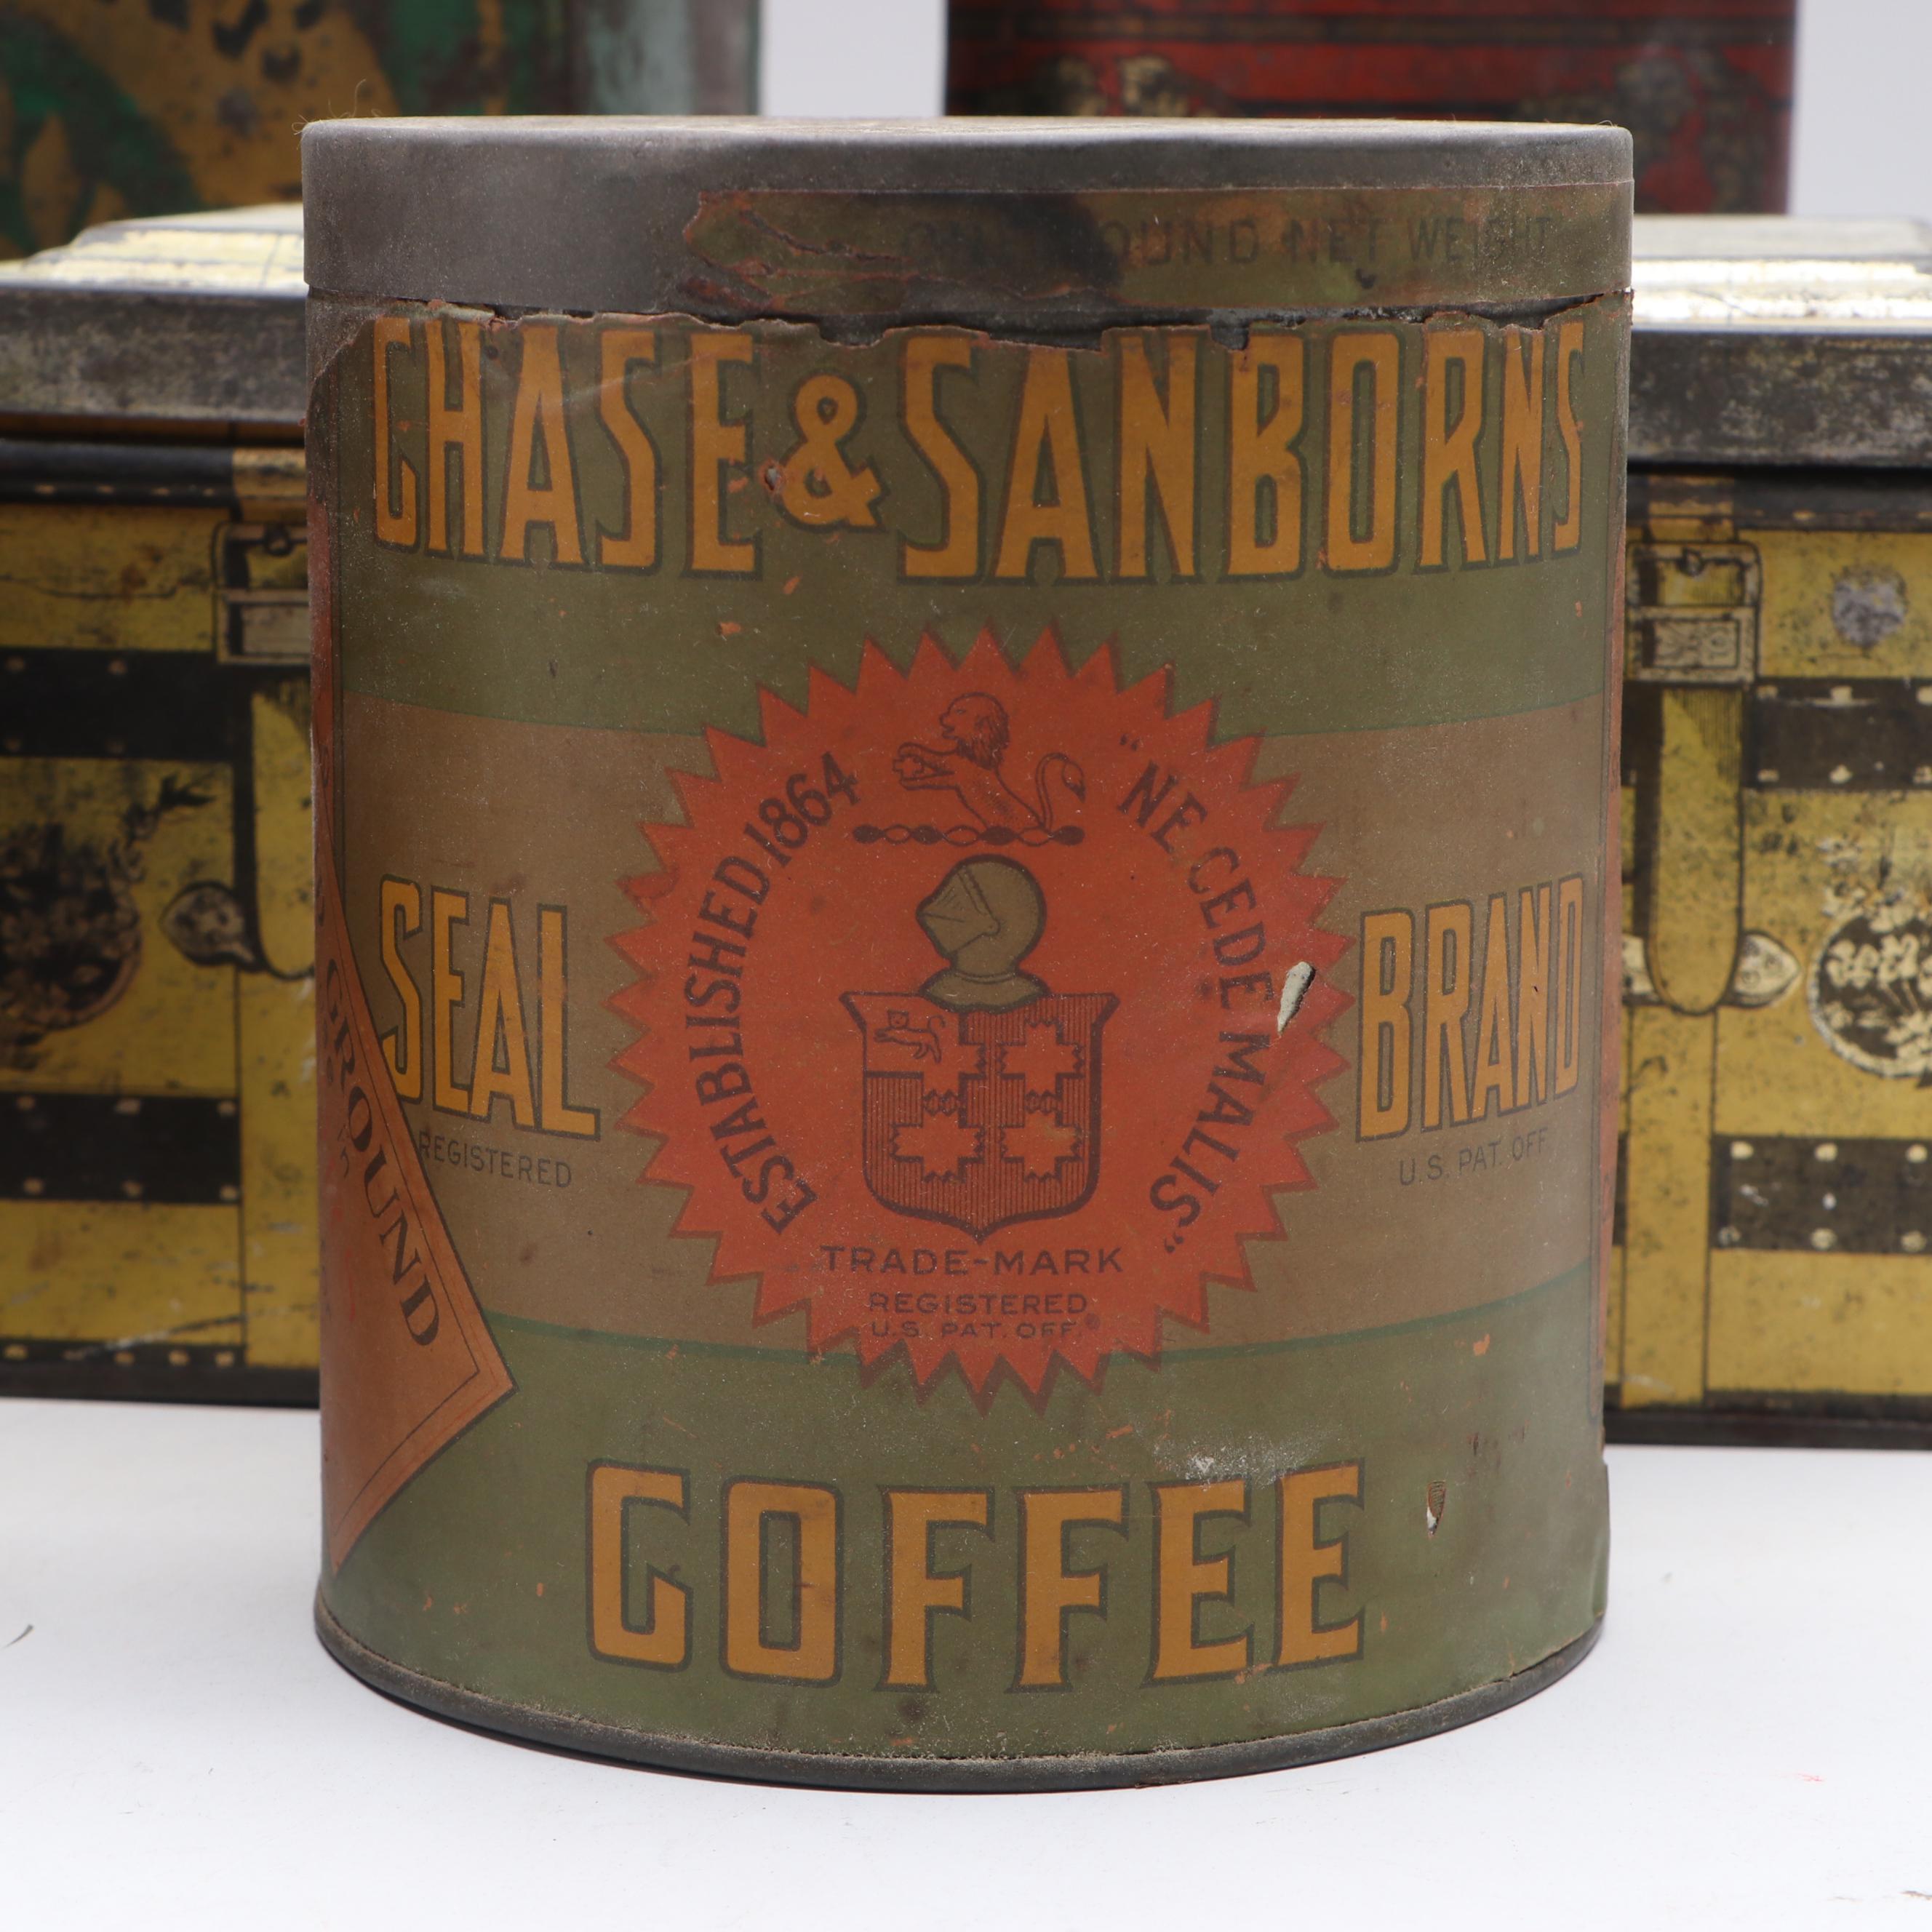 NET WEIGHT
CHASE & SANBORNS
ESTABLISHED 1864
"NE CEDE MALIS"
SEAL BRAND
REGISTERED U.S. PAT. OFF.
GROUND
TRADE-MARK
REGISTERED
U.S. PAT. OFF.
COFFEE